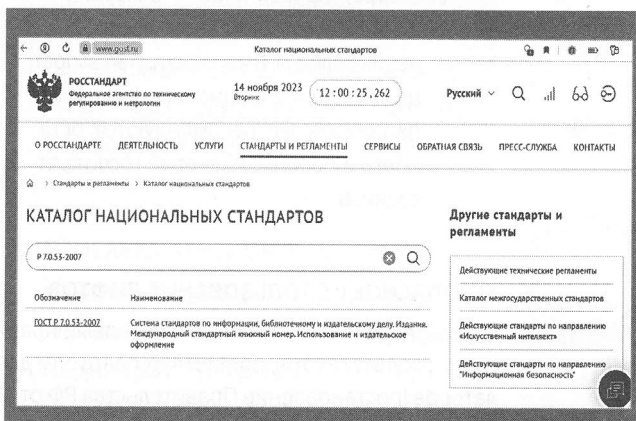 www.gost.ru
Каталог национальных стандартов
РОССТАНДАРТ
Федеральное агентство по техническому
регулированию и метрологии
14 ноября 2023
Вторник
12:00:25,262
Русский
О РОССТАНДАРТЕ ДЕЯТЕЛЬНОСТЬ УСЛУГИ СТАНДАРТЫ И РЕГЛАМЕНТЫ СЕРВИСЫ ОБРАТНАЯ СВЯЗЬ ПРЕСС-СЛУЖБА КОНТАКТЫ
Стандарты и регламенты > Каталог национальных стандартов
КАТАЛОГ НАЦИОНАЛЬНЫХ СТАНДАРТОВ
Р 7.0.53-2007
Обозначение Наименование
ГОСТ Р 7.0.53-2007 Система стандартов по информации, библиотечному и издательскому делу. Издания.
Международный стандартный книжный номер. Использование и издательское
оформление
Другие стандарты и
регламенты
Действующие технические регламенты
Каталог межгосударственных стандартов
Действующие стандарты по направлению
«Искусственный интеллект»
Действующие стандарты по направлению
"Информационная безопасность"